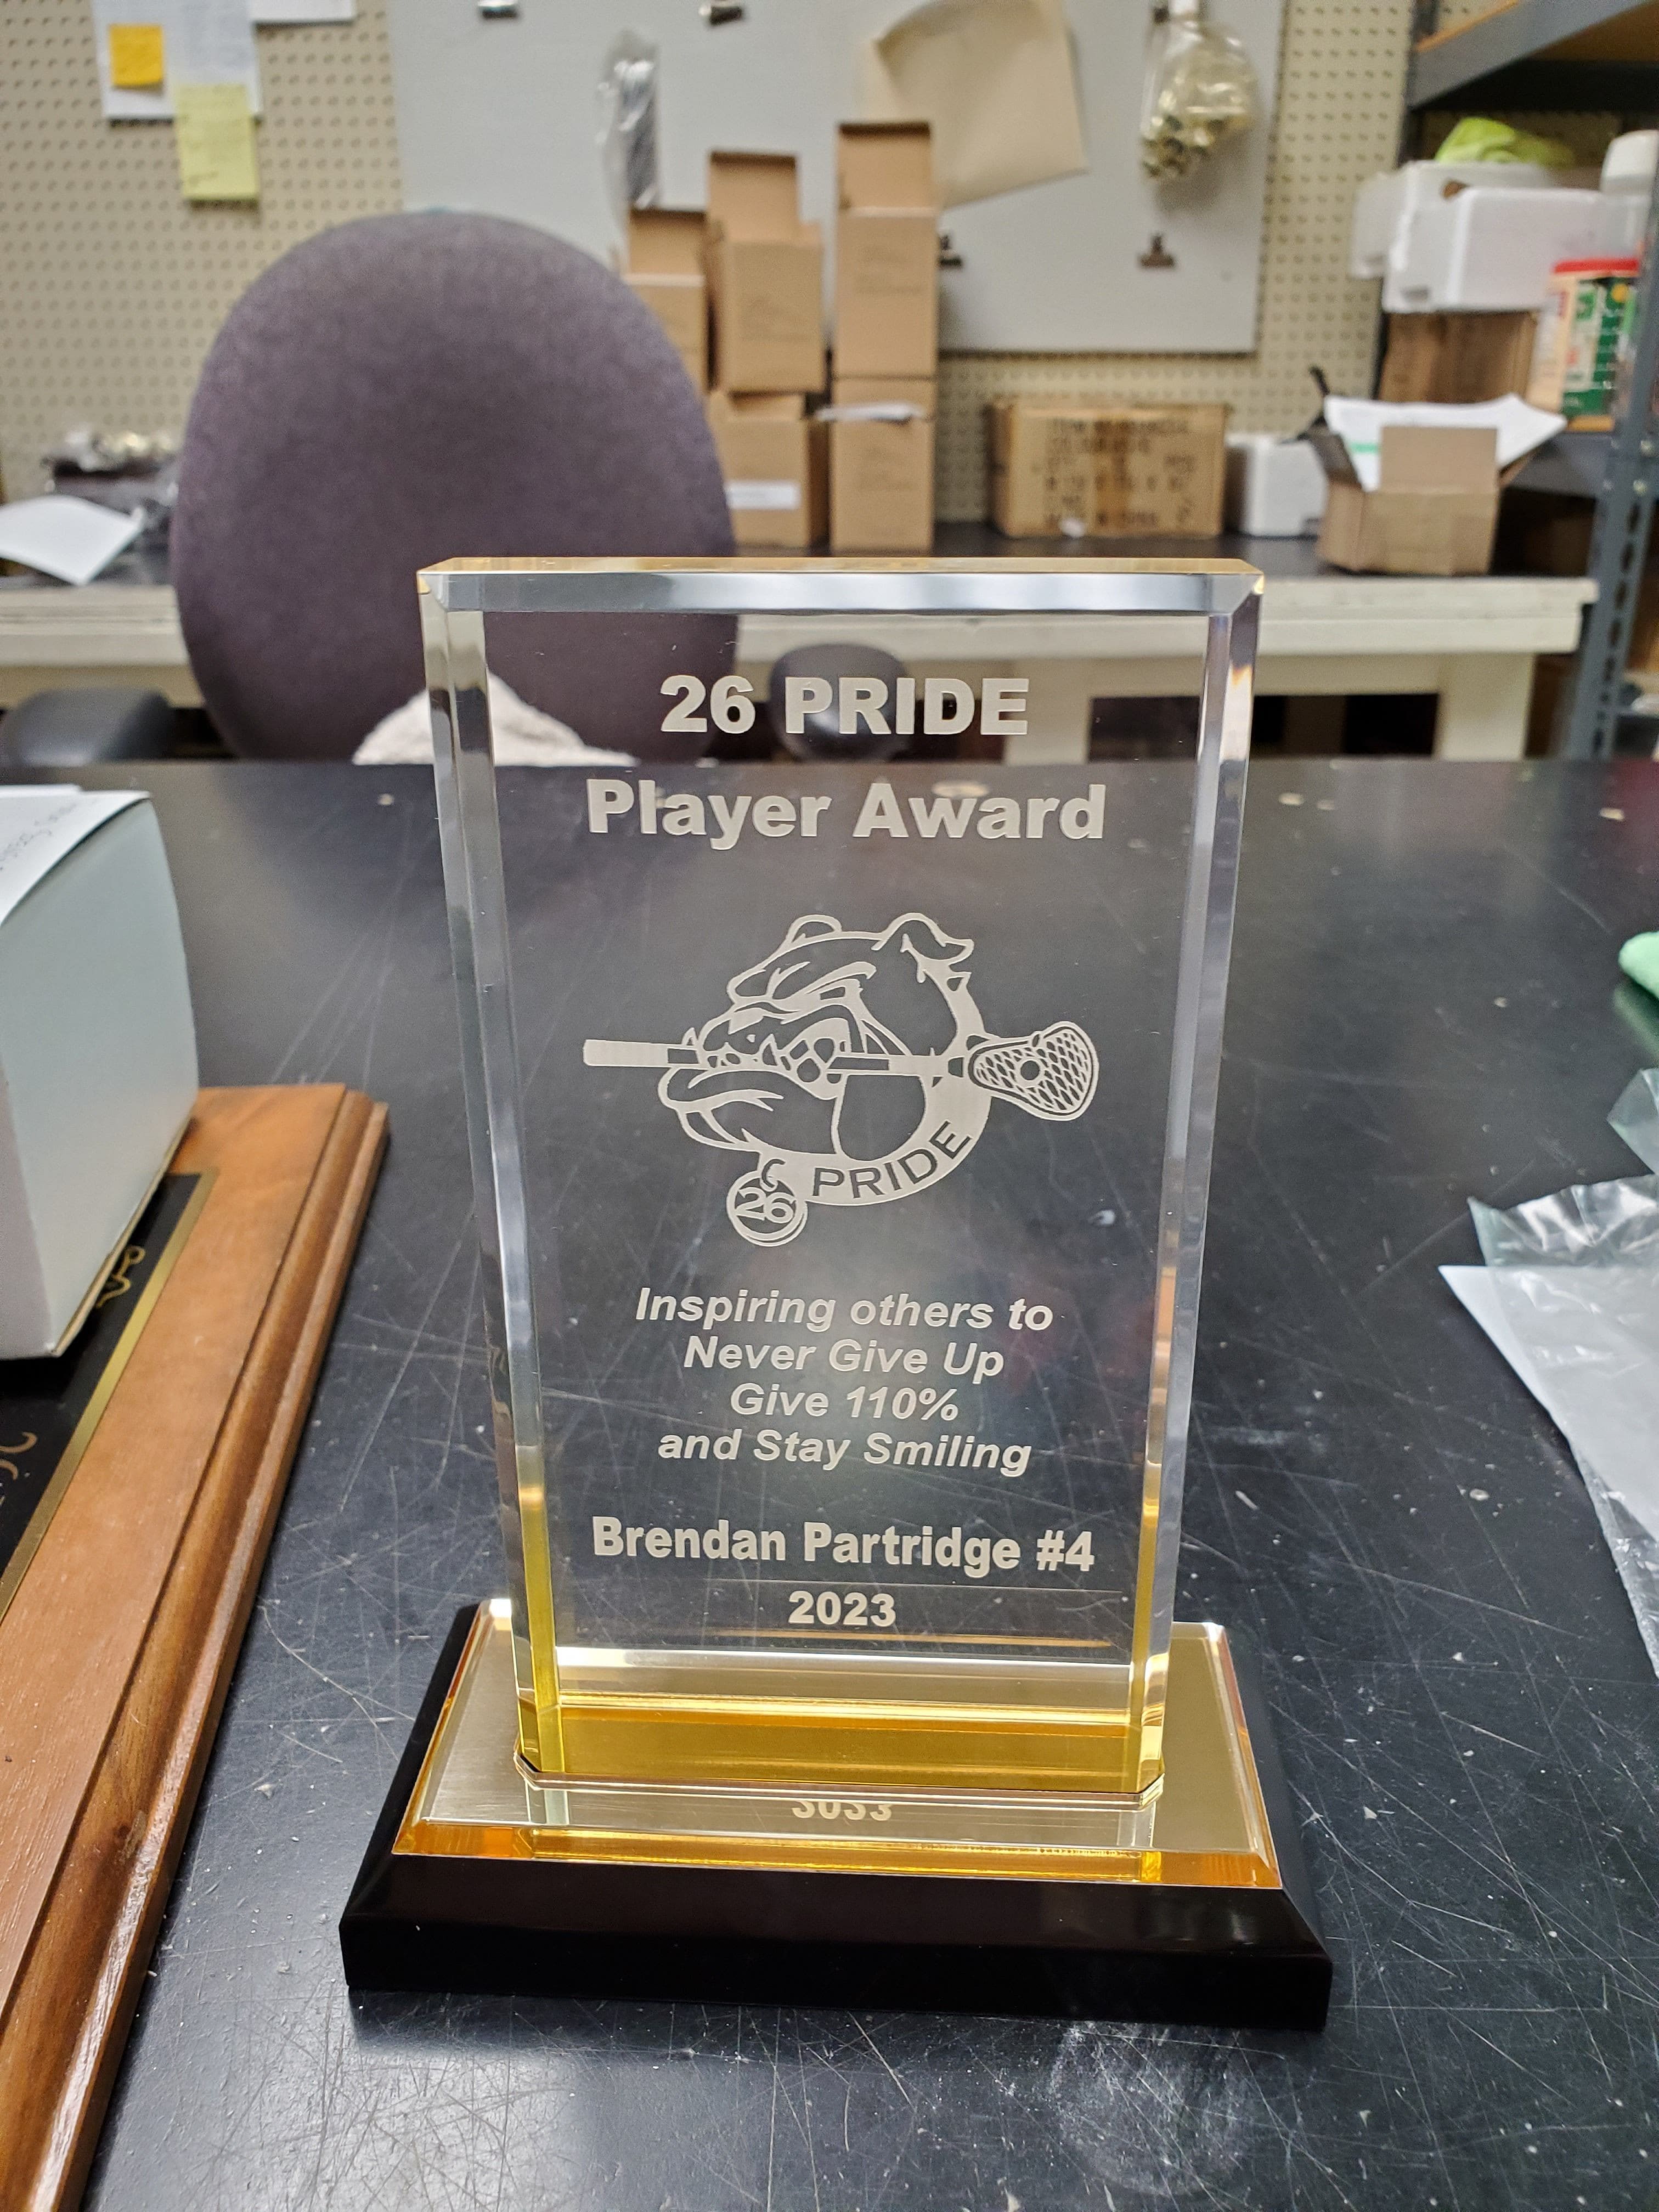 26 PRIDE
Player Award
PRIDE
26
Inspiring others to
Never Give Up
Give 110%
and Stay Smiling
Brendan Partridge #4
2023